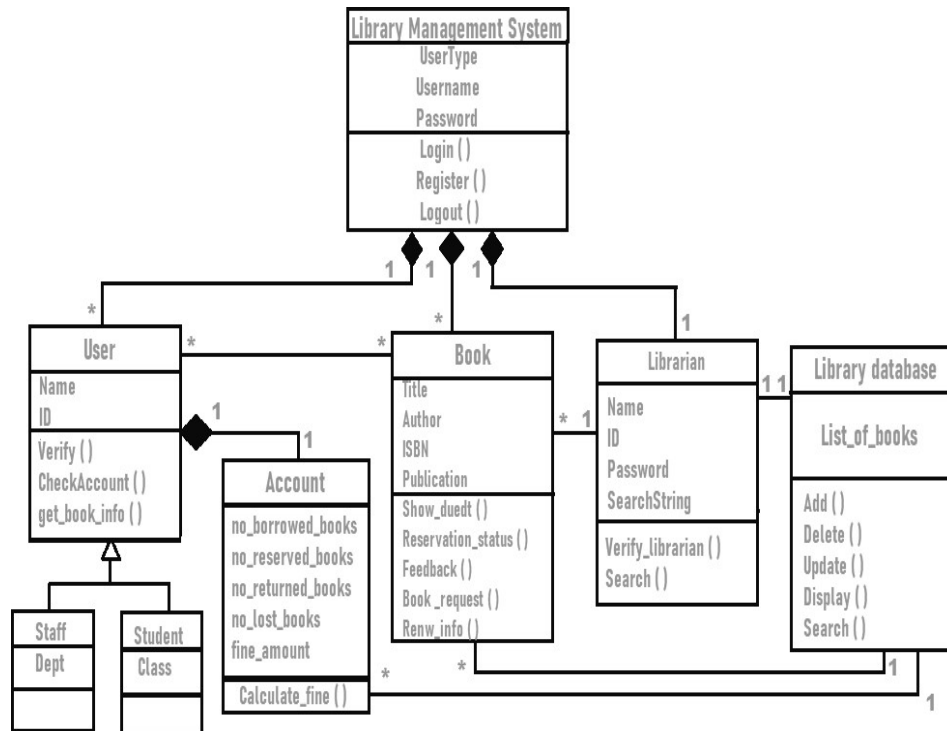 Library Management System
UserType
Username
Password
Login ( )
Register ( )
Logout ( )
1
1
1
*
*
1
User
Name
ID
Verify ( )
CheckAccount ( )
get_book_info ( )
*
*
1
1
Staff
Dept
Student
Class
Account
no_borrowed_books
no_reserved_books
no_returned_books
no_lost_books
fine_amount
Calculate_fine ( )
Book
Title
Author
ISBN
Publication
Show_duedt ( )
Reservation_status ( )
Feedback ( )
Book _request ( )
Renw_info ( )
*
1
Librarian
Name
ID
Password
SearchString
Verify_librarian ( )
Search ( )
1 1
Library database
List_of_books
Add ( )
Delete ( )
Update ( )
Display ( )
Search ( )
*
1
*
1